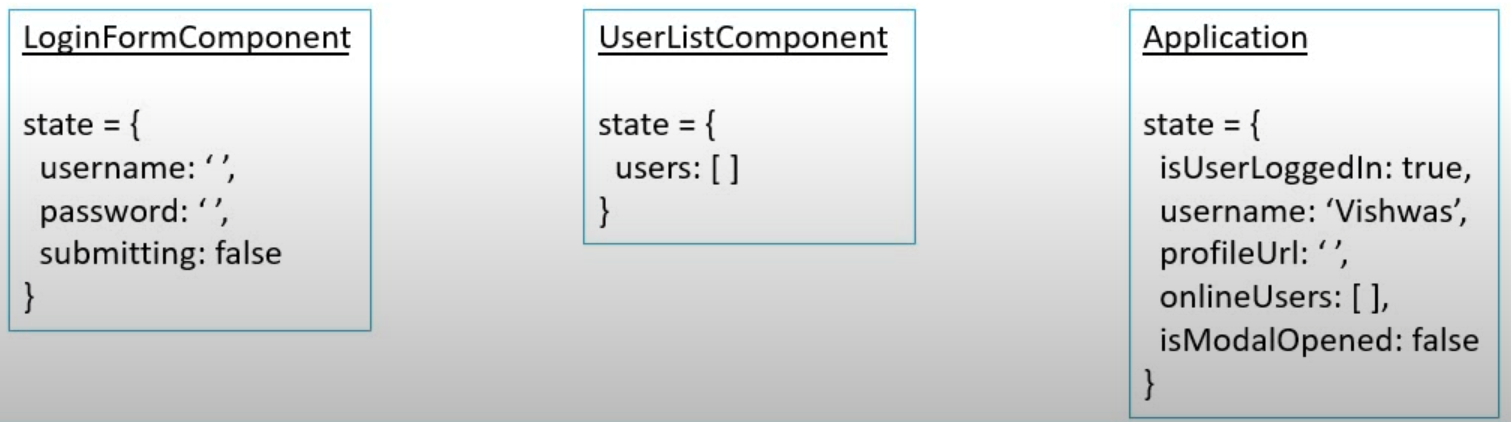 LoginFormComponent
state = {
username: ‘ ’,
password: ‘ ’,
submitting: false
}
UserListComponent
state = {
users: [ ]
}
Application
state = {
isUserLoggedIn: true,
username: ‘Vishwas’,
profileUrl: ‘ ’,
onlineUsers: [ ],
isModalOpened: false
}